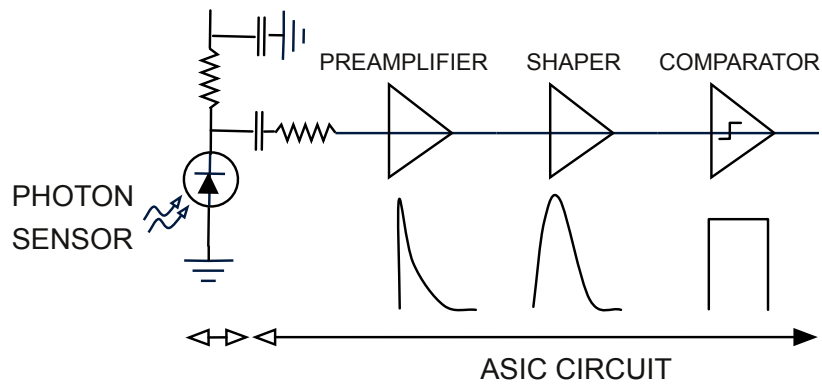 PREAMPLIFIER SHAPER COMPARATOR
PHOTON
SENSOR
ASIC CIRCUIT